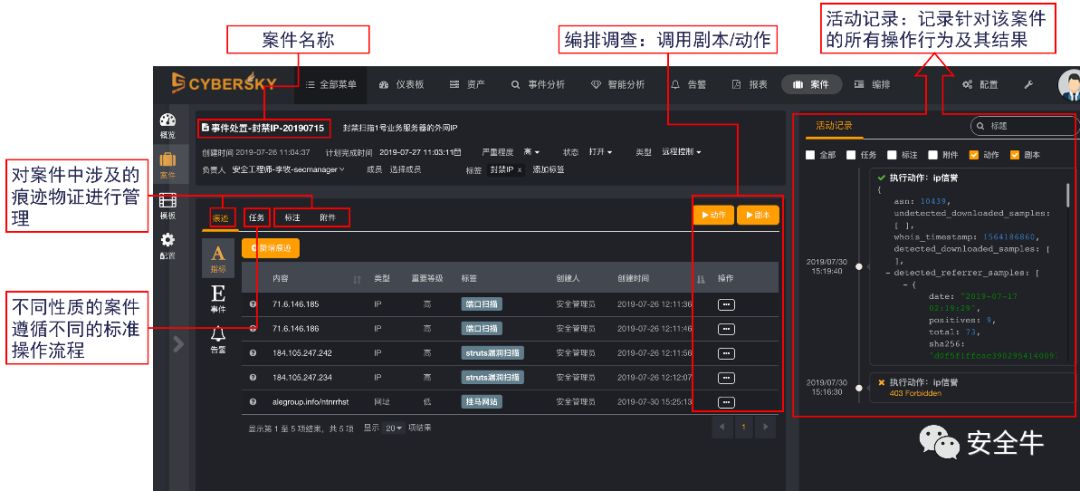 案件名称
编排调查：调用剧本/动作
活动记录：记录针对该案件
的所有操作行为及其结果
CYBERSKY
全部菜单
仪表板
资产
事件分析
智能分析
告警
报表
案件
编排
配置
概览
案件
模板
配置
事件处置-封禁IP-20190715
封禁扫描1号业务服务器的外网IP
创建时间 2019-07-26 11:04:37
计划完成时间 2019-07-27 11:03:11
严重程度 高
状态 打开
类型 远程控制
负责人 安全工程师-李牧-secmanager
成员 选择成员
标签 封禁IP x 添加标签
对案件中涉及的
痕迹物证进行管
理
不同性质的案件
遵循不同的标准
操作流程
痕迹
任务
标注
附件
动作
剧本
新增痕迹
A
指标
E
事件
告警
内容 类型 重要等级 标签 创建人 创建时间 操作
71.6.146.185 IP 高 端口扫描 安全管理员 2019-07-26 12:11:36
71.6.146.186 IP 高 端口扫描 安全管理员 2019-07-26 12:11:46
184.105.247.242 IP 高 struts漏洞扫描 安全管理员 2019-07-26 12:11:56
184.105.247.234 IP 高 struts漏洞扫描 安全管理员 2019-07-26 12:12:07
alegroup.info/ntnrrhst 网址 低 挂马网站 安全管理员 2019-07-30 15:25:13
显示第 1 至 5 项结果，共 5 项 显示 20 项结果
1
活动记录
标题
全部 任务 标注 附件 动作 剧本
2019/07/30
15:19:40
执行动作：ip信誉
{
asn: 10439,
undetected_downloaded_samples:
[ ],
whois_timestamp: 1564186860,
detected_downloaded_samples: [
],
- detected_referrer_samples: [
- {
date: "2019-07-17
02:19:29",
positives: 9,
total: 73,
sha256:
2019/07/30
15:16:30
执行动作：ip信誉
403 Forbidden
安全牛